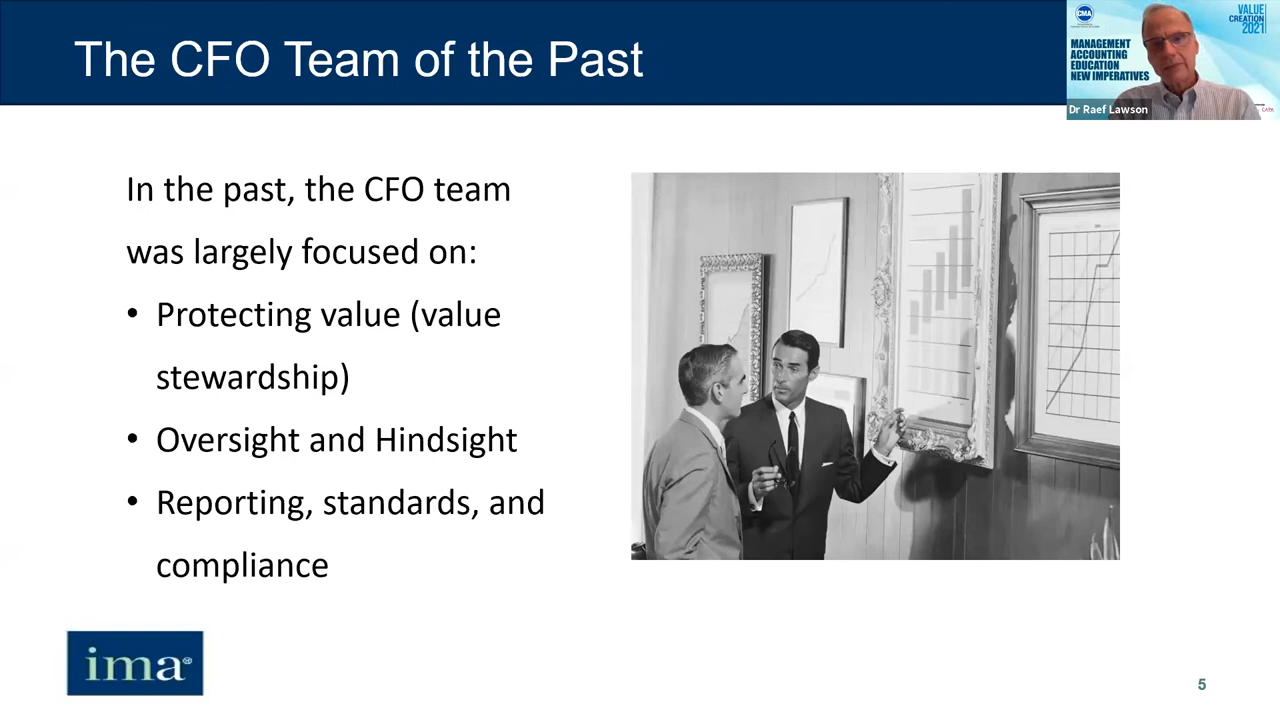 The CFO Team of the Past
CMA
VALUE
CREATION
2021
MANAGEMENT
ACCOUNTING
EDUCATION
NEW IMPERATIVES
Dr Raef Lawson
In the past, the CFO team
was largely focused on:
• Protecting value (value
stewardship)
• Oversight and Hindsight
• Reporting, standards, and
compliance
ima®
5